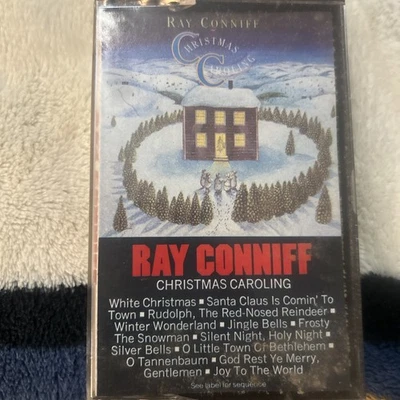 RAY CONNIFF
CHRISTMAS
CAROLING
RAY CONNIFF
CHRISTMAS CAROLING
White Christmas ■ Santa Claus Is Comin' To
Town ■ Rudolph, The Red-Nosed Reindeer ■
Winter Wonderland ■ Jingle Bells ■ Frosty
The Snowman ■ Silent Night, Holy Night ■
Silver Bells ■ O Little Town Of Bethlehem ■
O Tannenbaum ■ God Rest Ye Merry,
Gentlemen ■ Joy To The World
See label for sequence